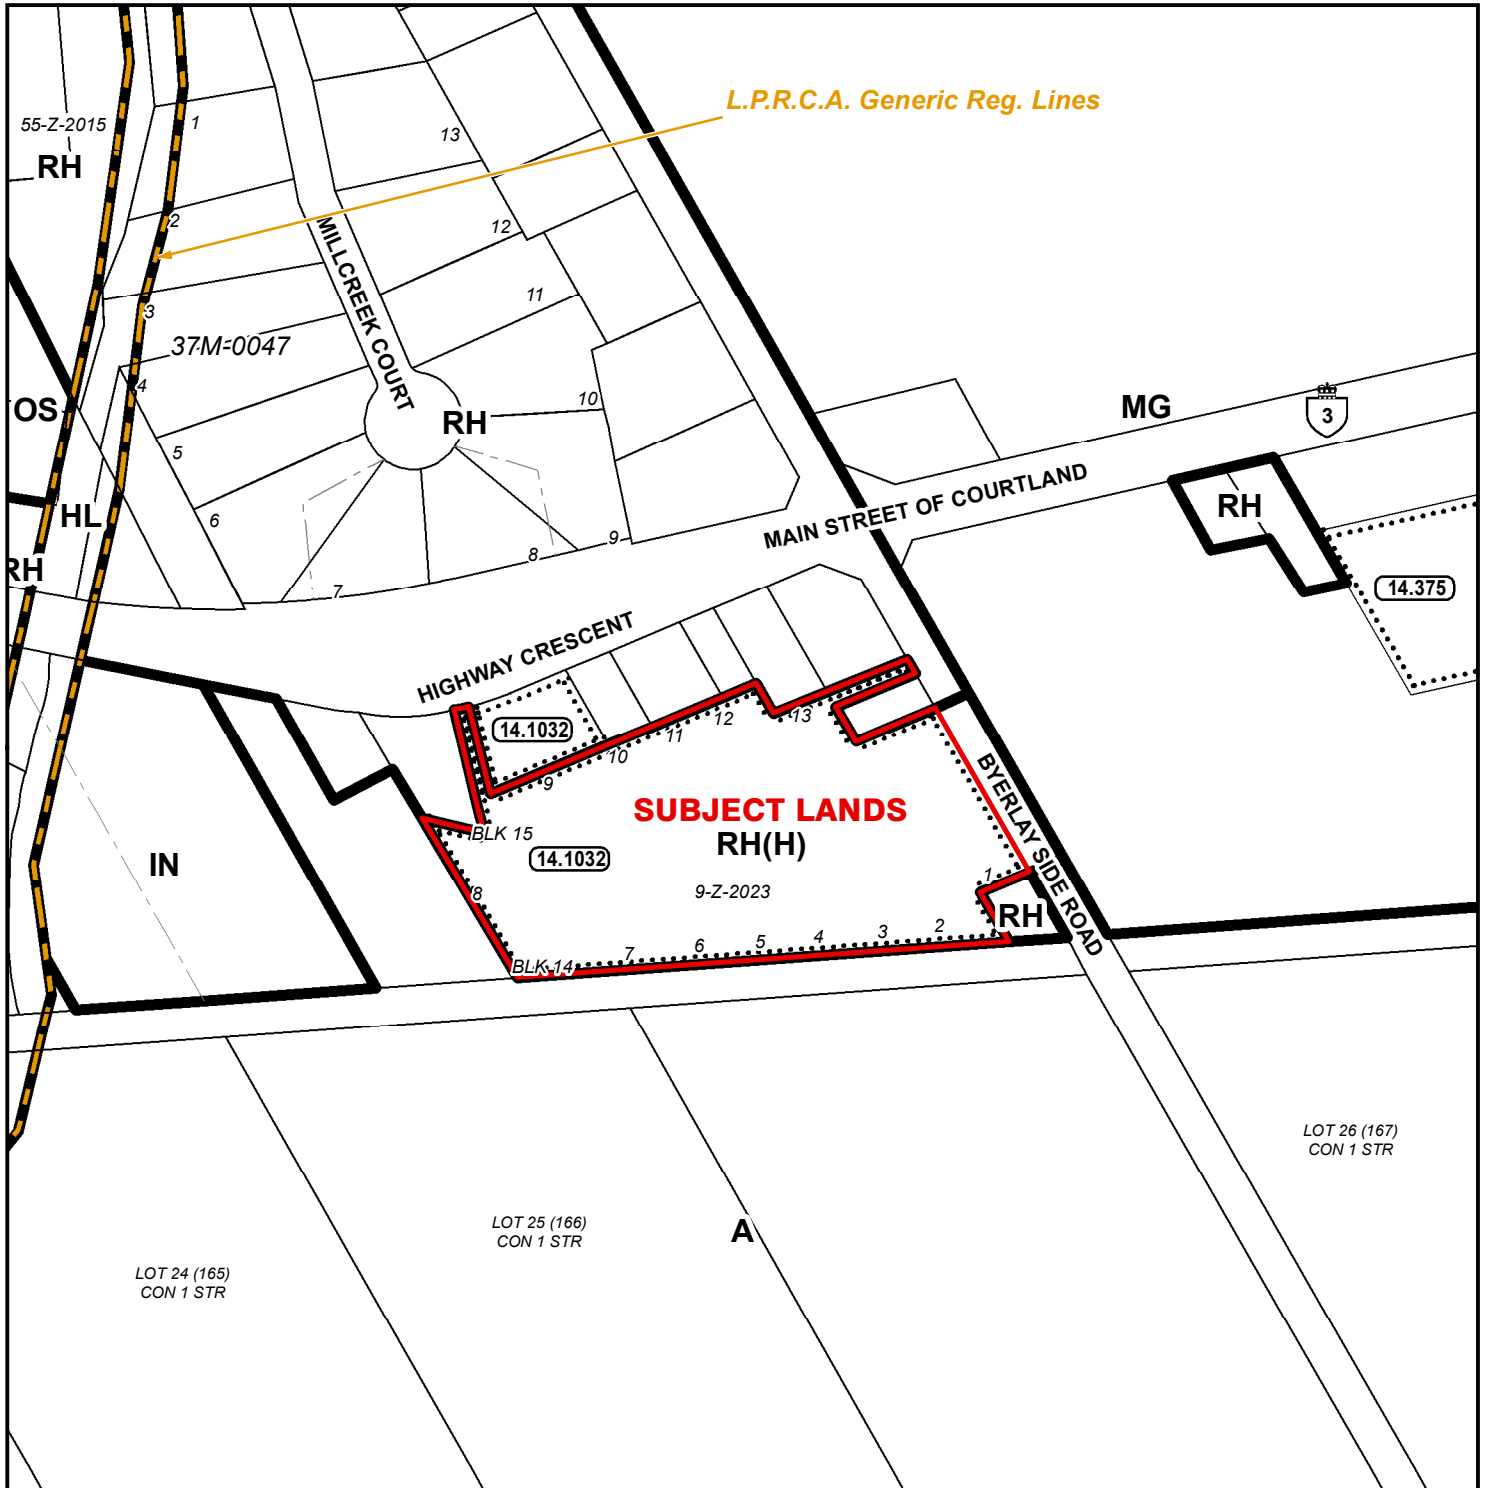 L.P.R.C.A. Generic Reg. Lines
55-Z-2015
RH
1
13
2
12
MILLCREEK COURT
11
3
37M-0047
4
OS
10
RH
MG
3
5
6
HL
RH
9
8
7
MAIN STREET OF COURTLAND
RH
14.375
HIGHWAY CRESCENT
14.1032
13
12
11
10
9
SUBJECT LANDS
RH(H)
BLK 15
14.1032
BYERLAY SIDE ROAD
IN
9-Z-2023
8
1
RH
2
3
4
5
6
7
BLK 14
LOT 26 (167)
CON 1 STR
LOT 25 (166)
CON 1 STR
A
LOT 24 (165)
CON 1 STR